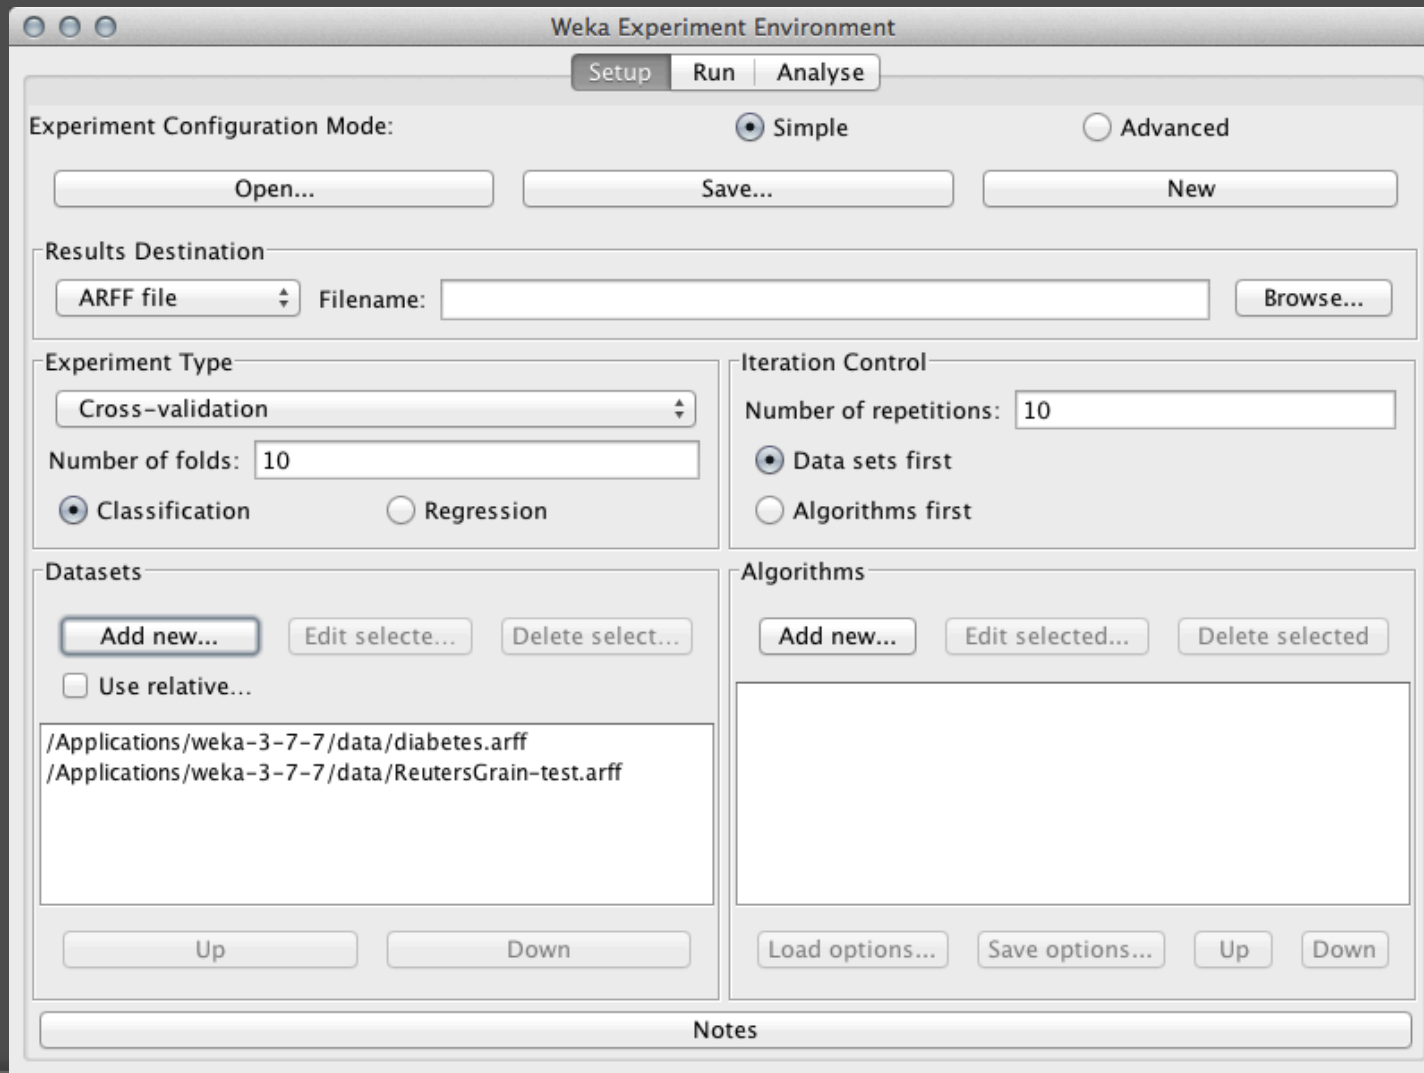 Weka Experiment Environment
Setup Run Analyse
Experiment Configuration Mode: Simple Advanced
Open... Save... New
Results Destination
ARFF file Filename: Browse...
Experiment Type
Cross-validation
Number of folds: 10
Classification Regression
Iteration Control
Number of repetitions: 10
Data sets first
Algorithms first
Datasets
Add new... Edit selecte... Delete select...
Use relative...
/Applications/weka-3-7-7/data/diabetes.arff
/Applications/weka-3-7-7/data/ReutersGrain-test.arff
Up Down
Algorithms
Add new... Edit selected... Delete selected
Load options... Save options... Up Down
Notes